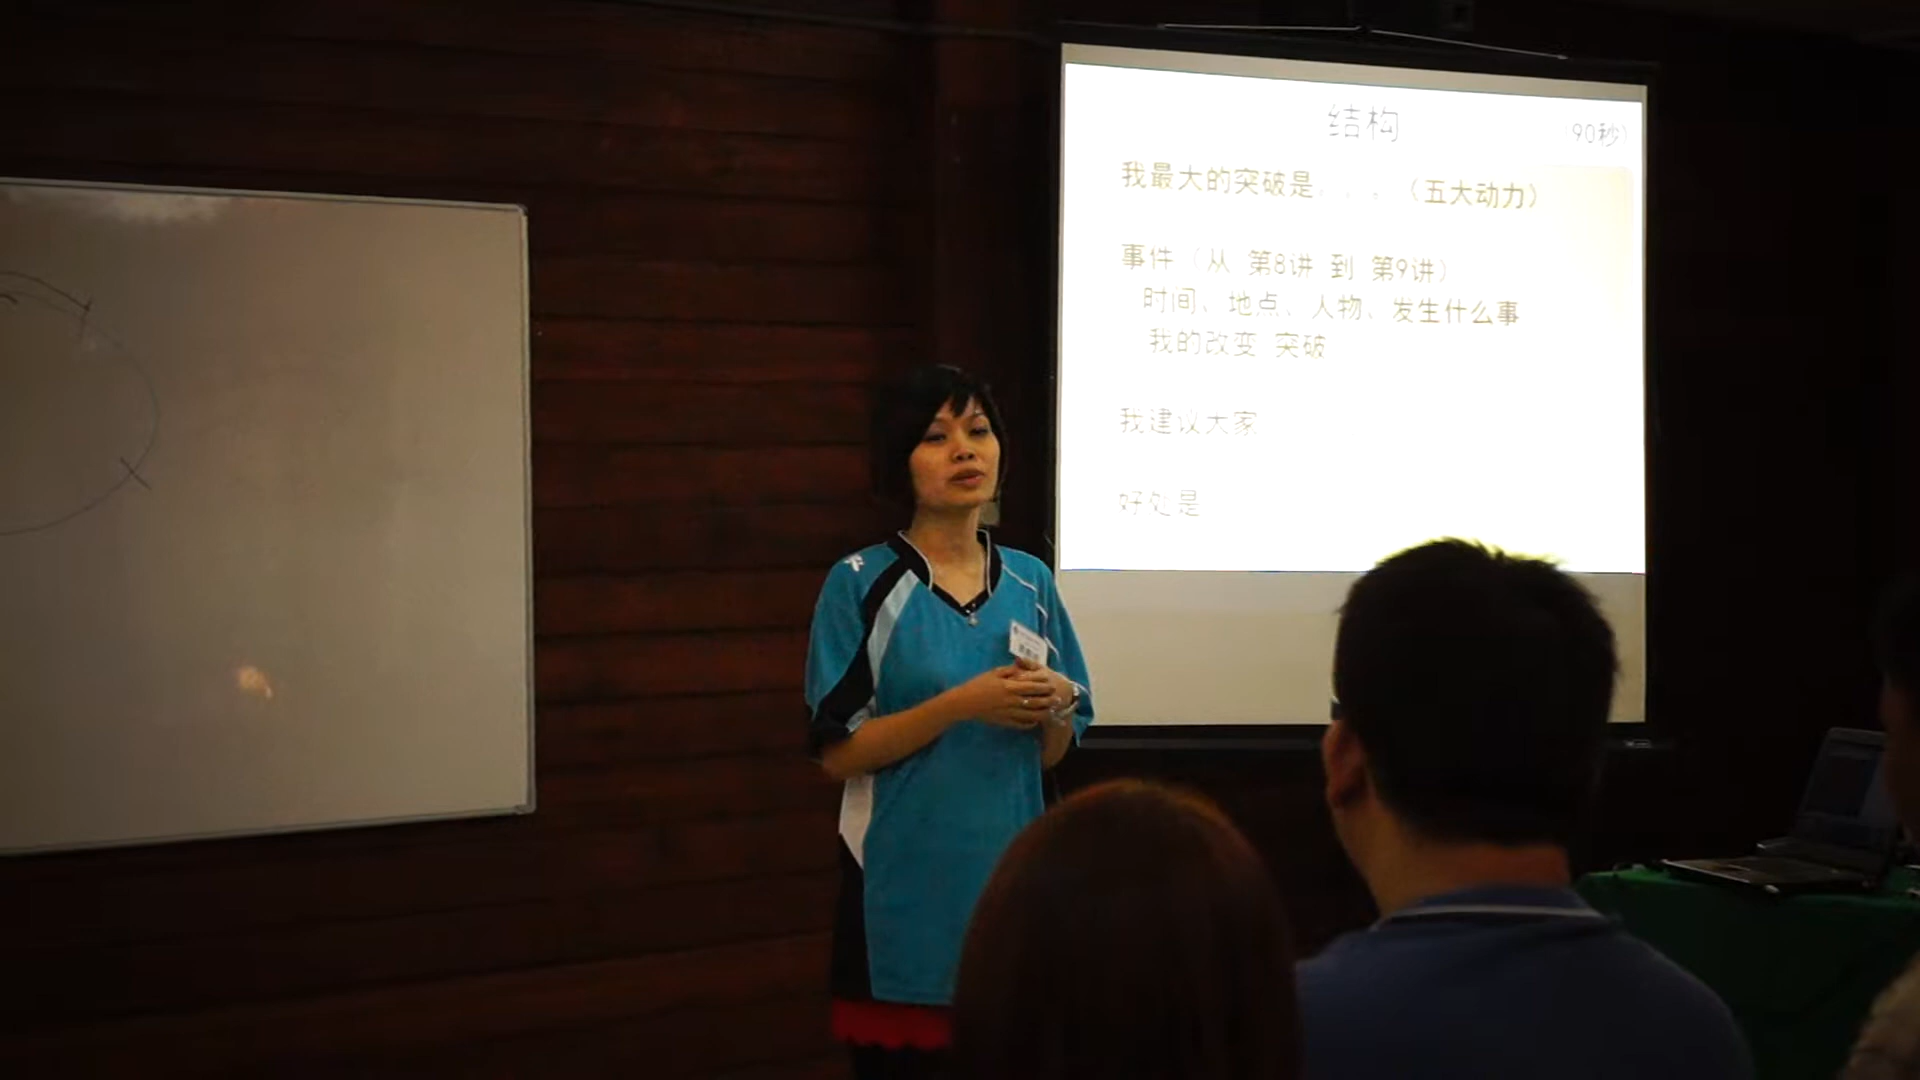 结构
(90秒)
我最大的突破是。。。（五大动力）
事件（从 第8讲 到 第9讲）
时间、地点、人物、发生什么事
我的改变 突破
我建议大家
好处是